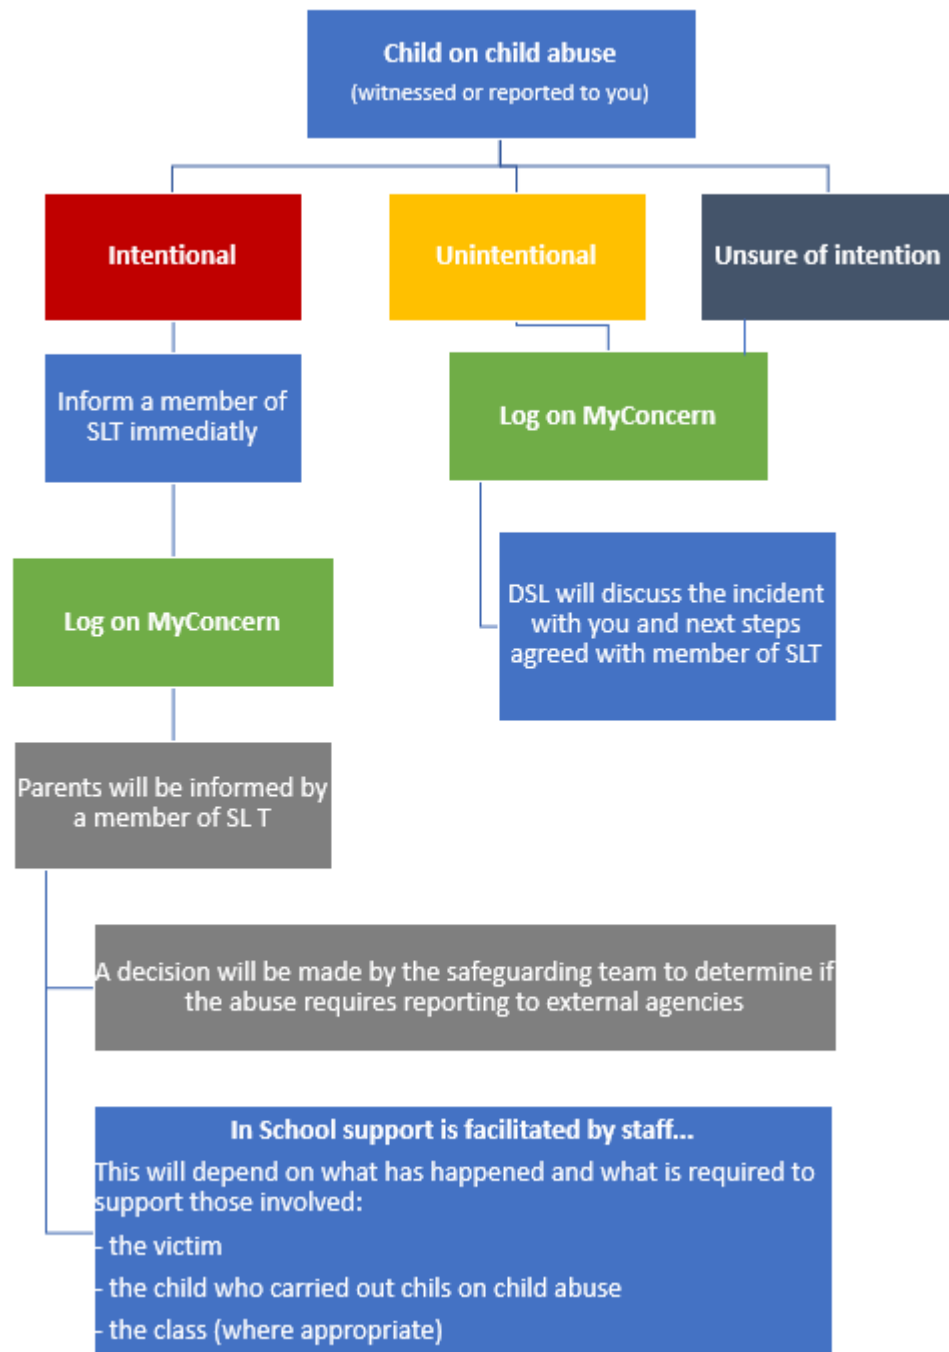 Child on child abuse
(witnessed or reported to you)
Intentional
Unintentional
Unsure of intention
Inform a member of
SLT immediatly
Log on MyConcern
Log on MyConcern
DSL will discuss the incident
with you and next steps
agreed with member of SLT
Parents will be informed by
a member of SL T
A decision will be made by the safeguarding team to determine if
the abuse requires reporting to external agencies
In School support is facilitated by staff...
This will depend on what has happened and what is required to
support those involved:
- the victim
- the child who carried out chils on child abuse
- the class (where appropriate)